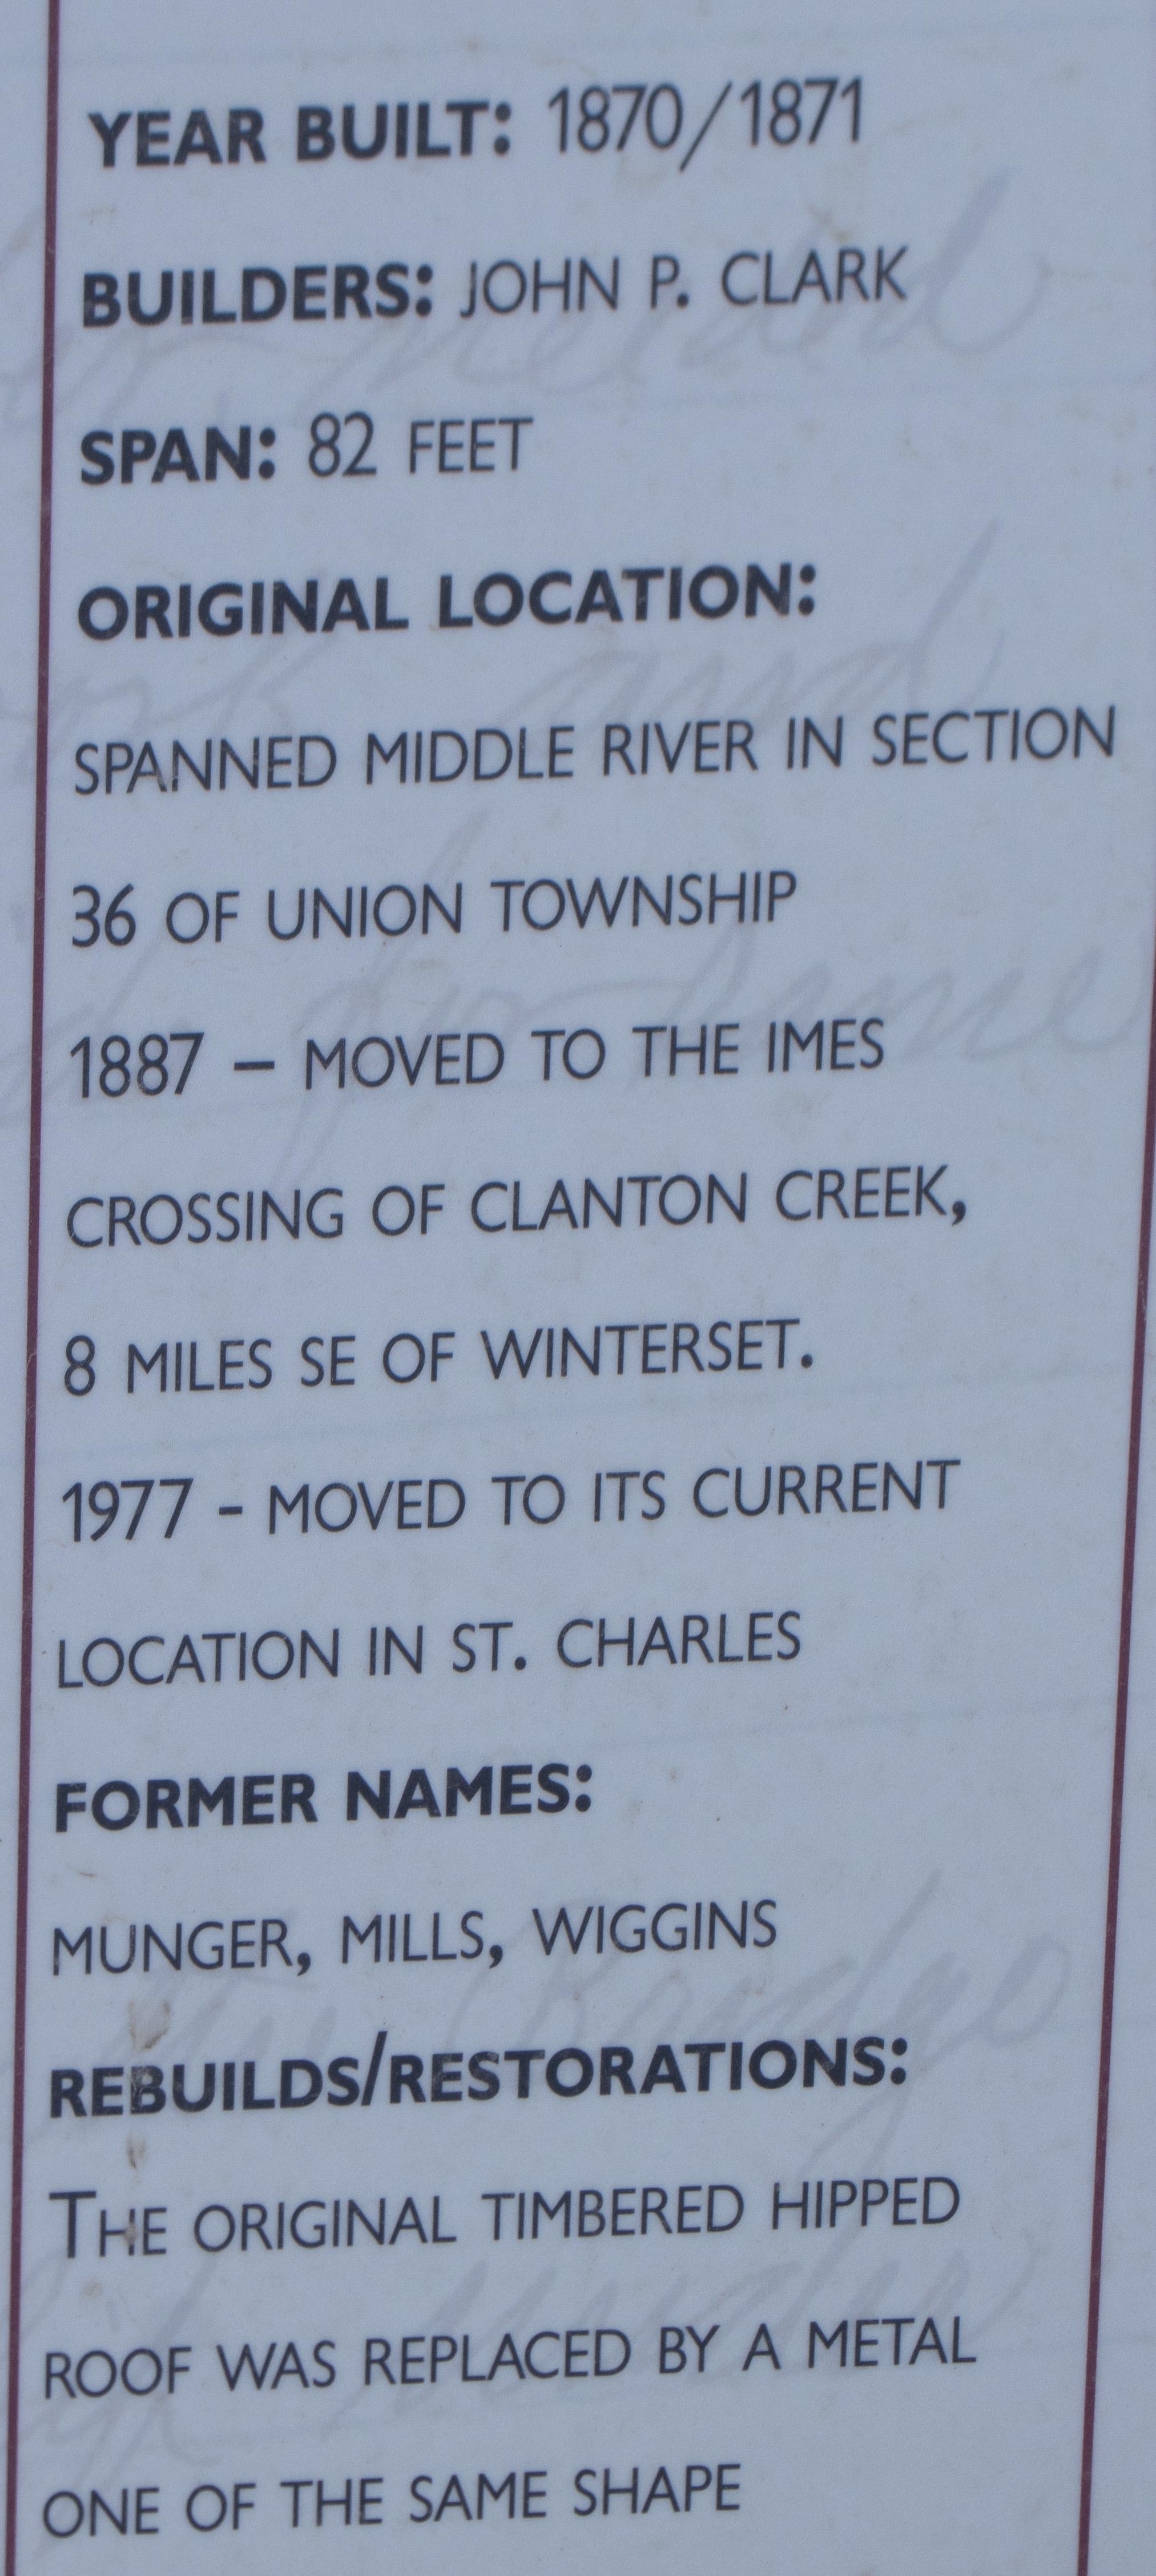 YEAR BUILT: 1870/1871
BUILDERS: JOHN P. CLARK
SPAN: 82 FEET
ORIGINAL LOCATION:
SPANNED MIDDLE RIVER IN SECTION
36 OF UNION TOWNSHIP
1887 – MOVED TO THE IMES
CROSSING OF CLANTON CREEK,
8 MILES SE OF WINTERSET.
1977 - MOVED TO ITS CURRENT
LOCATION IN ST. CHARLES
FORMER NAMES:
MUNGER, MILLS, WIGGINS
REBUILDS/RESTORATIONS:
THE ORIGINAL TIMBERED HIPPED
ROOF WAS REPLACED BY A METAL
ONE OF THE SAME SHAPE